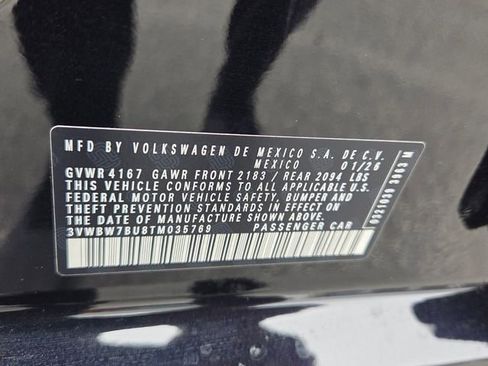 MFD BY VOLKSWAGEN DE MEXICO S.A. DE C.V.
MEXICO 01/26
GVWR 4167 GAWR FRONT 2183 / REAR 2094 LBS
THIS VEHICLE CONFORMS TO ALL APPLICABLE
FEDERAL MOTOR VEHICLE SAFETY, BUMPER AND
THEFT PREVENTION STANDARDS IN EFFECT ON
THE DATE OF MANUFACTURE SHOWN ABOVE.
3VWBW7BU8TM035769 PASSENGER CAR